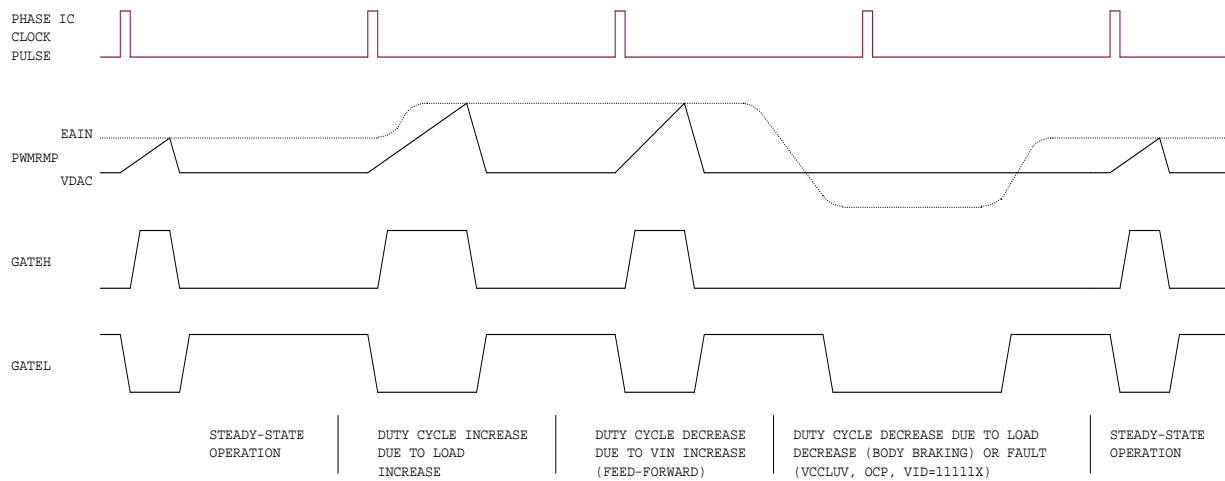 PHASE IC
CLOCK
PULSE
EAIN
PWMRMP
VDAC
GATEH
GATEL
STEADY-STATE
OPERATION
DUTY CYCLE INCREASE
DUE TO LOAD
INCREASE
DUTY CYCLE DECREASE
DUE TO VIN INCREASE
(FEED-FORWARD)
DUTY CYCLE DECREASE DUE TO LOAD
DECREASE (BODY BRAKING) OR FAULT
(VCCLUV, OCP, VID=11111X)
STEADY-STATE
OPERATION